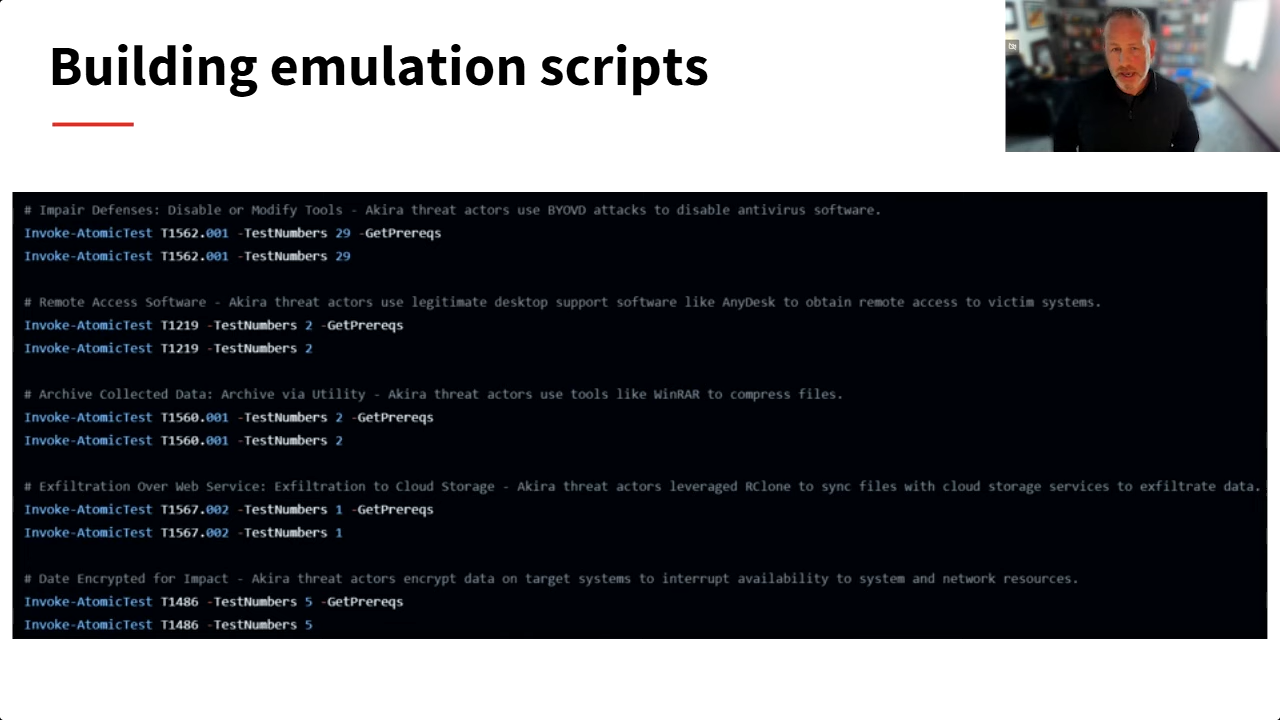 Building emulation scripts
# Impair Defenses: Disable or Modify Tools - Akira threat actors use BYOVD attacks to disable antivirus software.
Invoke-AtomicTest T1562.001 -TestNumbers 29 -GetPrereqs
Invoke-AtomicTest T1562.001 -TestNumbers 29
# Remote Access Software - Akira threat actors use legitimate desktop support software like AnyDesk to obtain remote access to victim systems.
Invoke-AtomicTest T1219 -TestNumbers 2 -GetPrereqs
Invoke-AtomicTest T1219 -TestNumbers 2
# Archive Collected Data: Archive via Utility - Akira threat actors use tools like WinRAR to compress files.
Invoke-AtomicTest T1560.001 -TestNumbers 2 -GetPrereqs
Invoke-AtomicTest T1560.001 -TestNumbers 2
# Exfiltration Over Web Service: Exfiltration to Cloud Storage - Akira threat actors leveraged RClone to sync files with cloud storage services to exfiltrate data.
Invoke-AtomicTest T1567.002 -TestNumbers 1 -GetPrereqs
Invoke-AtomicTest T1567.002 -TestNumbers 1
# Date Encrypted for Impact - Akira threat actors encrypt data on target systems to interrupt availability to system and network resources.
Invoke-AtomicTest T1486 -TestNumbers 5 -GetPrereqs
Invoke-AtomicTest T1486 -TestNumbers 5